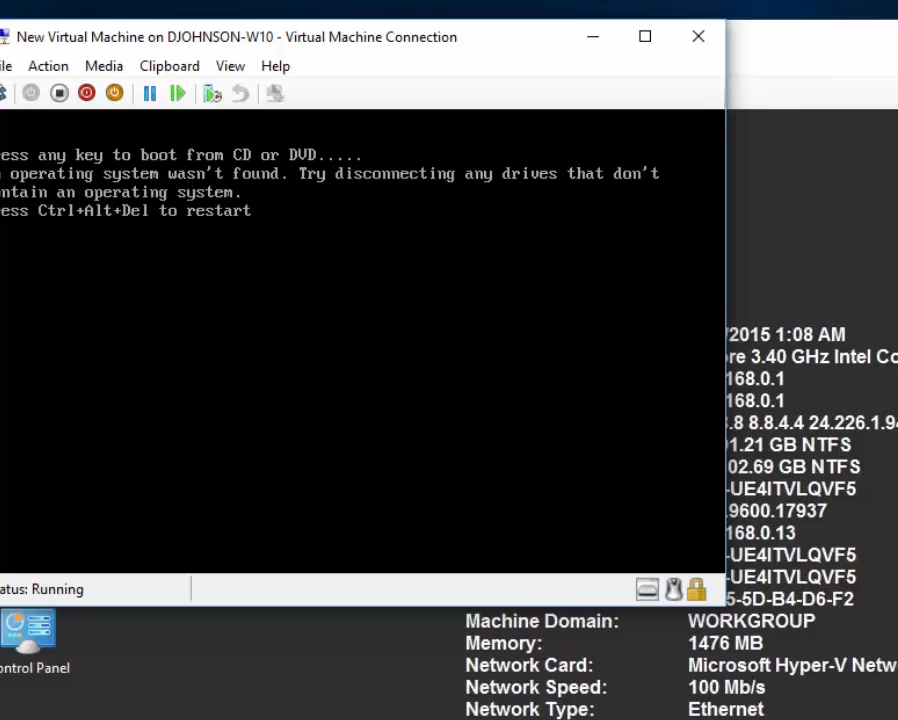 New Virtual Machine on DJOHNSON-W10 - Virtual Machine Connection
ile Action Media Clipboard View Help
ess any key to boot from CD or DVD.....
operating system wasn't found. Try disconnecting any drives that don't
ntain an operating system.
ess Ctrl+Alt+Del to restart
/2015 1:08 AM
re 3.40 GHz Intel Co
168.0.1
168.0.1
.8 8.8.4.4 24.226.1.9
1.21 GB NTFS
02.69 GB NTFS
-UE4ITVLQVF5
.9600.17937
168.0.13
-UE4ITVLQVF5
-UE4ITVLQVF5
5-5D-B4-D6-F2
atus: Running
ontrol Panel
Machine Domain: WORKGROUP
Memory: 1476 MB
Network Card: Microsoft Hyper-V Netw
Network Speed: 100 Mb/s
Network Type: Ethernet